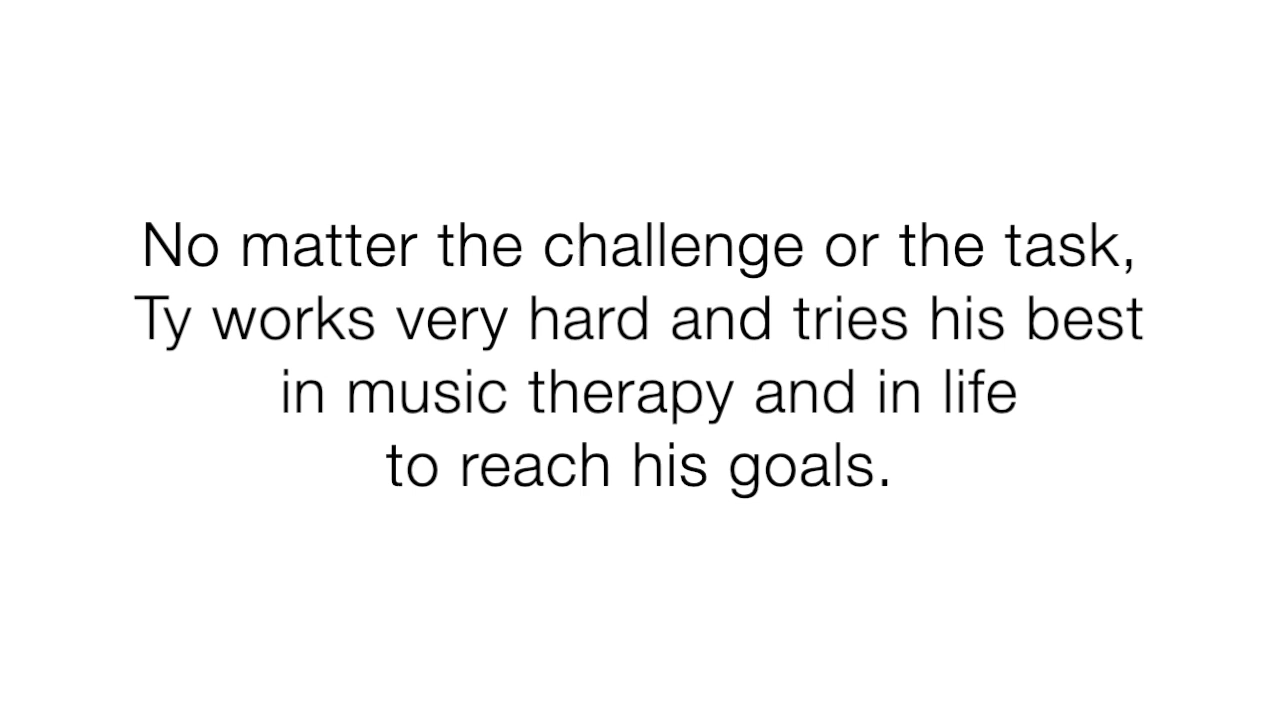 No matter the challenge or the task,
Ty works very hard and tries his best
in music therapy and in life
to reach his goals.